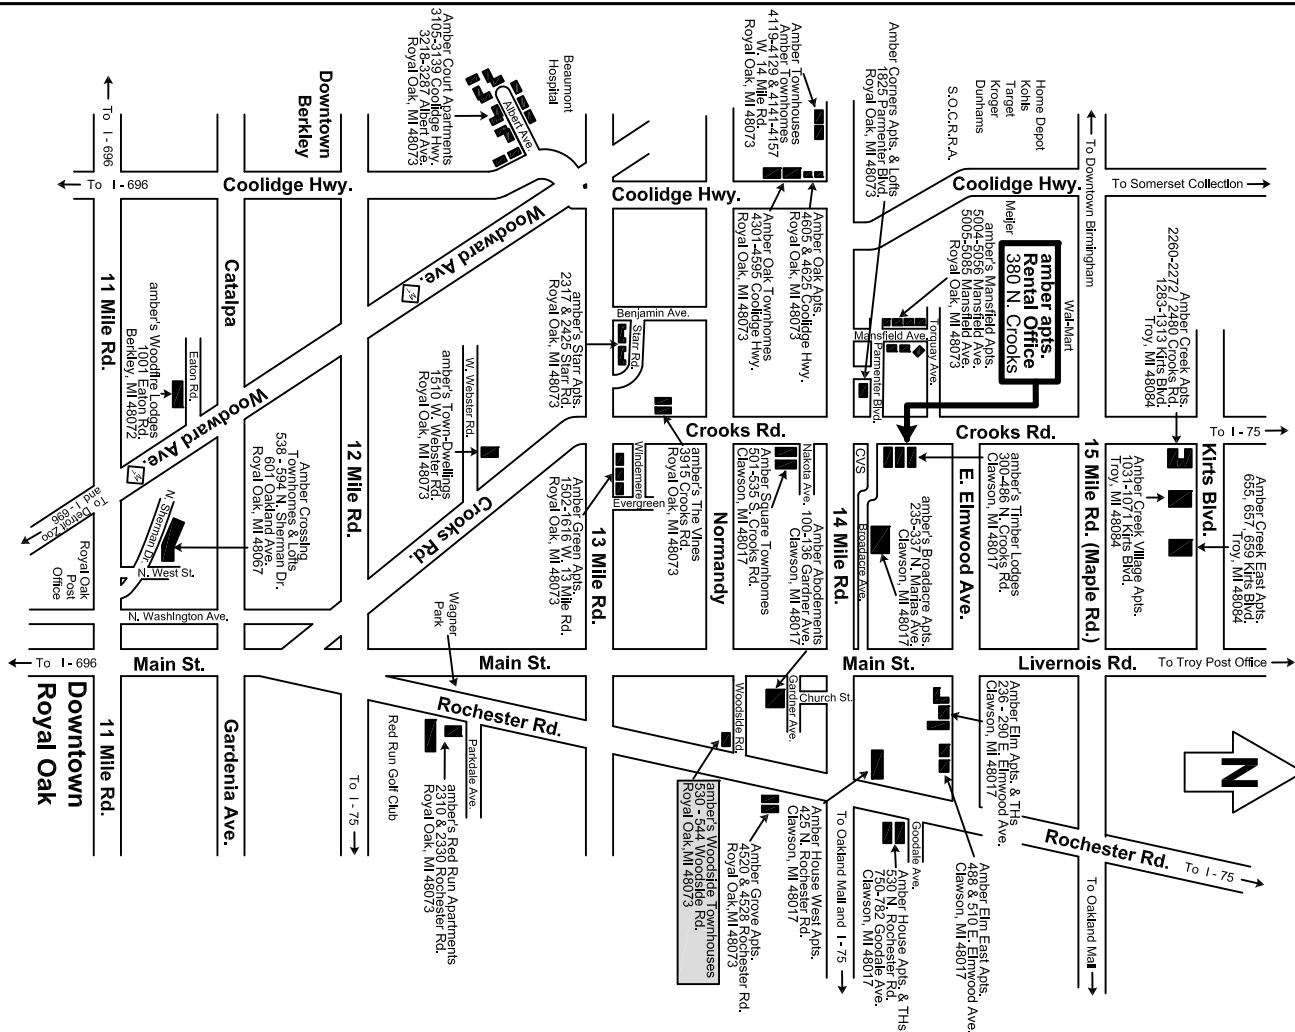 Home Depot
Kohls
Target
Kroger
Dunhams
S.O.C.R.R.A.
To Downtown Birmingham
Coolidge Hwy.
To Somerset Collection
Meijer
Wal-Mart
amber apts.
Rental Office
380 N. Crooks
amber's Mansfield Apts.
5004-5056 Mansfield Ave.
5005-5085 Mansfield Ave.
Royal Oak, MI 48073
Amber Corners Apts. & Lofts
1825 Parmenter Blvd.
Royal Oak, MI 48073
Amber Townhouses
Amber Townhomes
4119-4129 & 4141-4157
W. 14 Mile Rd.
Royal Oak, MI 48073
Amber Oak Apts.
4605 & 4625 Coolidge Hwy.
Royal Oak, MI 48073
Amber Oak Townhomes
4301-4595 Coolidge Hwy.
Royal Oak, MI 48073
Coolidge Hwy.
Beaumont
Hospital
Albert Ave.
Amber Court Apartments
3105-3139 Coolidge Hwy.
3218-3287 Albert Ave.
Royal Oak, MI 48073
Downtown
Berkley
To I - 696
To I - 696
Coolidge Hwy.
Woodward Ave.
Catalpa
11 Mile Rd.
Eaton Rd.
amber's Woodfire Lodges
1001 Eaton Rd.
Berkley, MI 48072
Woodward Ave.
To Detroit Zoo
and I - 696
Royal Oak
Post
Office
N. Sherman Dr.
N. West St.
N. Washington Ave.
Amber Crossing
Townhomes & Lofts
538 - 594 N. Sherman Dr.
601 Oakland Ave.
Royal Oak, MI 48067
12 Mile Rd.
W. Webster Rd.
amber's Town-Dwellings
1510 W. Webster Rd.
Royal Oak, MI 48073
Crooks Rd.
amber's Starr Apts.
2317 & 2425 Starr Rd.
Royal Oak, MI 48073
Benjamin Ave.
Starr Rd.
Windemere
Evergreen
Amber Green Apts.
1502-1616 W. 13 Mile Rd.
Royal Oak, MI 48073
13 Mile Rd.
amber's The Vines
3915 Crooks Rd.
Royal Oak, MI 48073
Crooks Rd.
Normandy
Nakota Ave.
Amber Square Townhomes
501-535 S. Crooks Rd.
Clawson, MI 48017
Amber Abodements
100-136 Gardner Ave.
Clawson, MI 48017
14 Mile Rd.
Mansfield Ave.
Torquay Ave.
Parmenter Blvd.
CVS
Broadacre Ave.
amber's Broadacre Apts.
235-337 N. Marias Ave.
Clawson, MI 48017
Crooks Rd.
amber's Timber Lodges
300-486 N. Crooks Rd.
Clawson, MI 48017
E. Elmwood Ave.
15 Mile Rd. (Maple Rd.)
Amber Creek Apts.
2260-2272 / 2480 Crooks Rd.
1283-1313 Kirts Blvd.
Troy, MI 48084
To I - 75
Kirts Blvd.
Amber Creek Village Apts.
1031-1071 Kirts Blvd.
Troy, MI 48084
Amber Creek East Apts.
655, 657, 659 Kirts Blvd.
Troy, MI 48084
Wagner
Park
To I - 696
Main St.
Main St.
Main St.
Livernois Rd.
To Troy Post Office
Downtown
Royal Oak
11 Mile Rd.
Gardenia Ave.
To I - 75
Red Run Golf Club
Rochester Rd.
Parkdale Ave.
amber's Red Run Apartments
2310 & 2330 Rochester Rd.
Royal Oak, MI 48073
Woodside Rd.
Gardner Ave.
Church St.
amber's Woodside Townhouses
530 - 544 Woodside Rd.
Royal Oak,MI 48073
Amber Grove Apts.
4520 & 4528 Rochester Rd.
Royal Oak,MI 48073
Amber House West Apts.
425 N. Rochester Rd.
Clawson, MI 48017
To Oakland Mall and I - 75
Goodale Ave.
Amber House Apts. & THs
530 N. Rochester Rd.
750-782 Goodale Ave.
Clawson, MI 48017
Amber Elm Apts. & THs
236 - 290 E. Elmwood Ave.
Clawson, MI 48017
Amber Elm East Apts.
488 & 510 E. Elmwood Ave.
Clawson, MI 48017
Rochester Rd.
To I - 75
To Oakland Mall
N